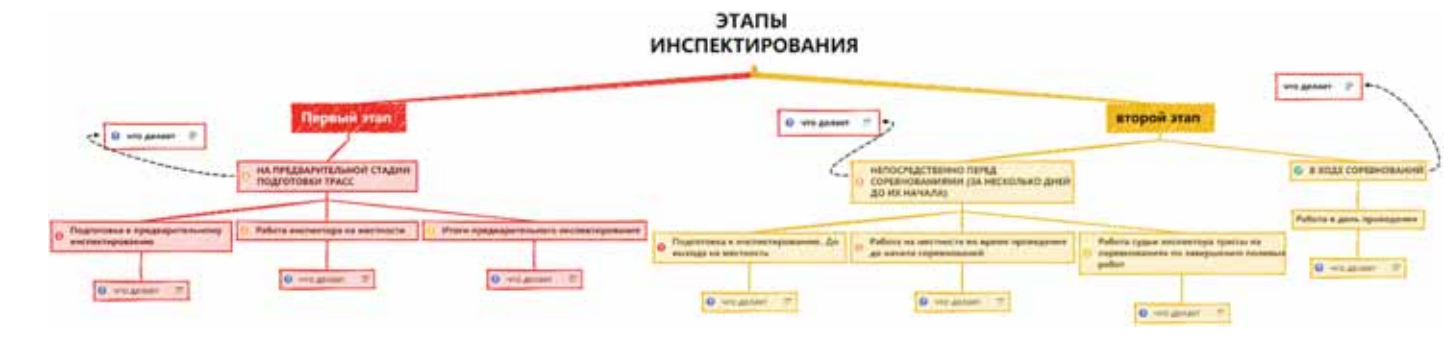 ЭТАПЫ
ИНСПЕКТИРОВАНИЯ
Первый этап
второй этап
что делает
что делает
что делает
НА ПРЕДВАРИТЕЛЬНОЙ СТАДИИ
ПОДГОТОВКИ ТРАСС
НЕПОСРЕДСТВЕННО ПЕРЕД
СОРЕВНОВАНИЯМИ (ЗА НЕСКОЛЬКО ДНЕЙ
ДО ИХ НАЧАЛА)
В ХОДЕ СОРЕВНОВАНИЙ
Подготовка к предварительному
инспектированию
Работа инспектора на местности
Итоги предварительного инспектирования
Подготовка к инспектированию. До
выхода на местность
Работа на местности во время проведения
до начала соревнований
Работа судьи инспектора трассы на
соревнованиях по завершению полевых
работ
Работа в день проведения
что делает
что делает
что делает
что делает
что делает
что делает
что делает